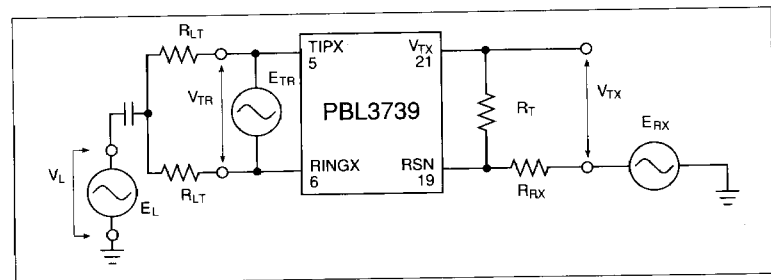 R_LT
TIPX
5
V_TX
21
E_TR
V_TR
PBL3739
R_T
V_TX
E_RX
V_L
E_L
R_LT
RINGX
6
RSN
19
R_RX